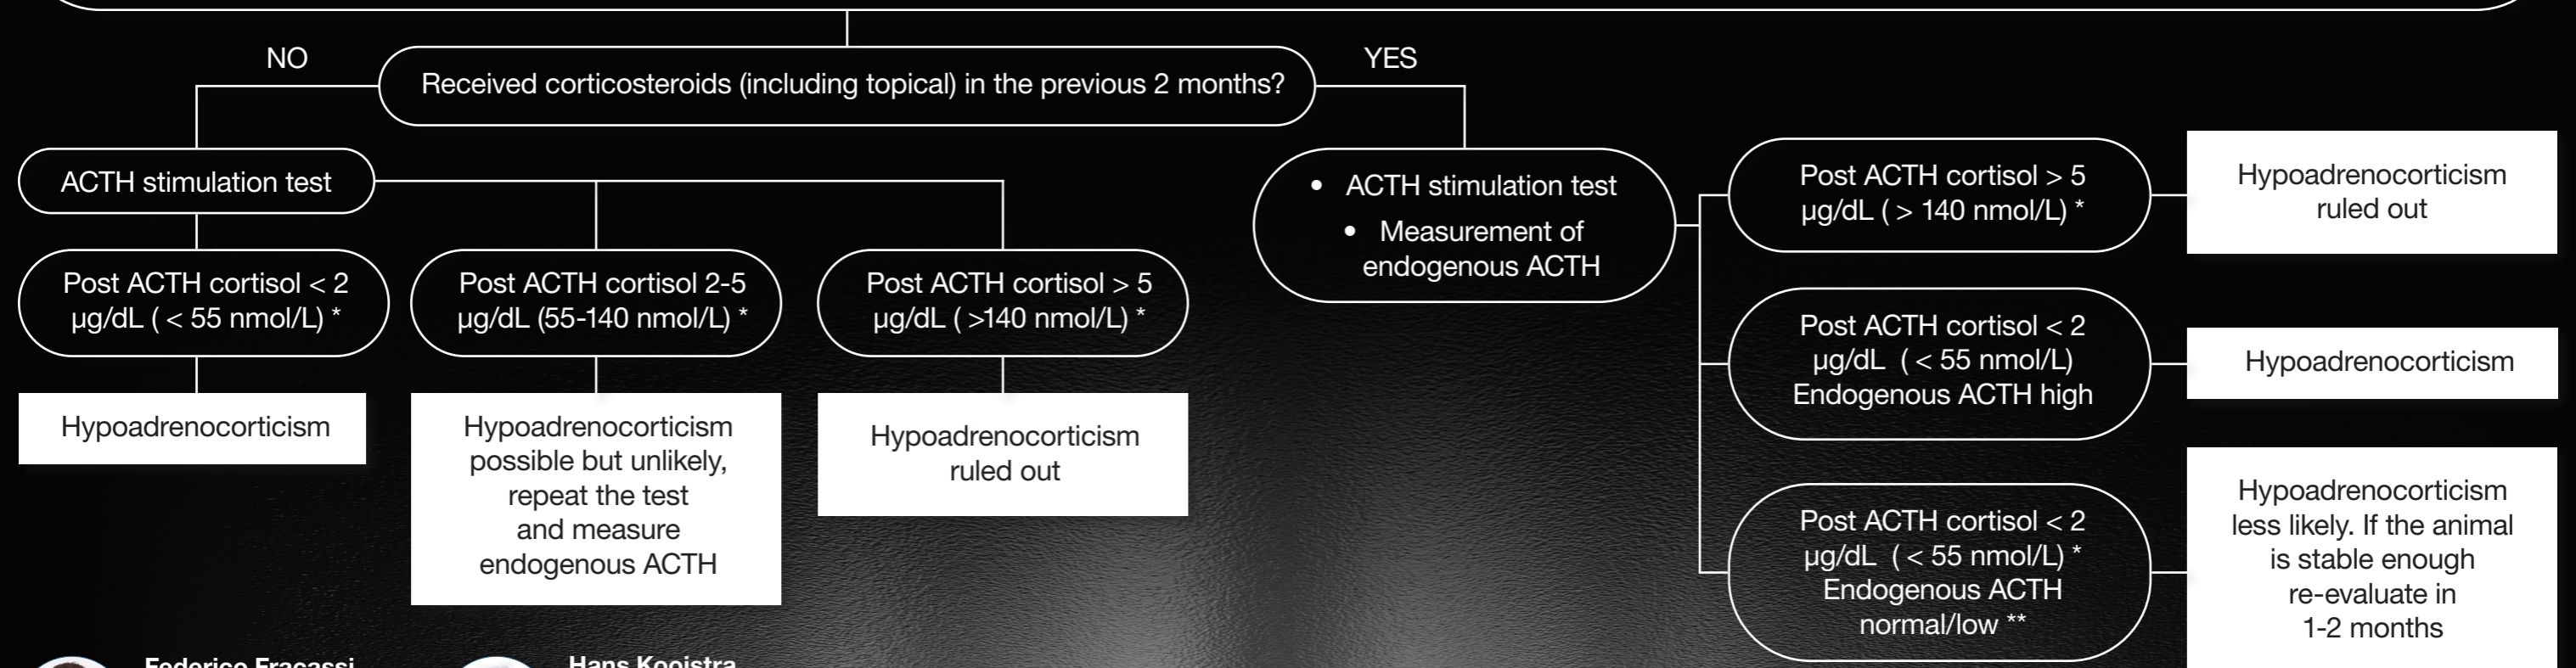 NO
Received corticosteroids (including topical) in the previous 2 months?
YES
ACTH stimulation test
Post ACTH cortisol < 2
µg/dL ( < 55 nmol/L) *
Hypoadrenocorticism
Post ACTH cortisol 2-5
µg/dL (55-140 nmol/L) *
Hypoadrenocorticism
possible but unlikely,
repeat the test
and measure
endogenous ACTH
Post ACTH cortisol > 5
µg/dL ( >140 nmol/L) *
Hypoadrenocorticism
ruled out
• ACTH stimulation test
• Measurement of
endogenous ACTH
Post ACTH cortisol > 5
µg/dL ( > 140 nmol/L) *
Hypoadrenocorticism
ruled out
Post ACTH cortisol < 2
µg/dL ( < 55 nmol/L)
Endogenous ACTH high
Hypoadrenocorticism
Post ACTH cortisol < 2
µg/dL ( < 55 nmol/L) *
Endogenous ACTH
normal/low **
Hypoadrenocorticism
less likely. If the animal
is stable enough
re-evaluate in
1-2 months
Federico Fracassi
Hans Kooistra